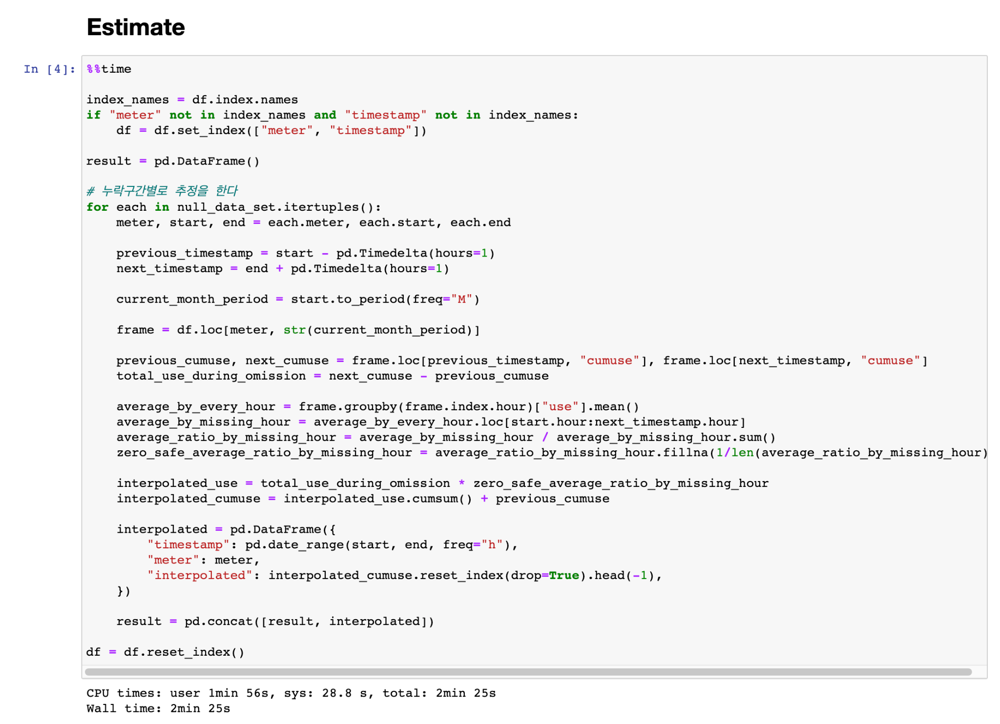 Estimate
In [4]:
%%time
index_names = df.index.names
if "meter" not in index_names and "timestamp" not in index_names:
    df = df.set_index(["meter", "timestamp"])
result = pd.DataFrame()
# 누락구간별로 추정을 한다
for each in null_data_set.itertuples():
    meter, start, end = each.meter, each.start, each.end
    previous_timestamp = start - pd.Timedelta(hours=1)
    next_timestamp = end + pd.Timedelta(hours=1)
    current_month_period = start.to_period(freq="M")
    frame = df.loc[meter, str(current_month_period)]
    previous_cumuse, next_cumuse = frame.loc[previous_timestamp, "cumuse"], frame.loc[next_timestamp, "cumuse"]
    total_use_during_omission = next_cumuse - previous_cumuse
    average_by_every_hour = frame.groupby(frame.index.hour)["use"].mean()
    average_by_missing_hour = average_by_every_hour.loc[start.hour:next_timestamp.hour]
    average_ratio_by_missing_hour = average_by_missing_hour / average_by_missing_hour.sum()
    zero_safe_average_ratio_by_missing_hour = average_ratio_by_missing_hour.fillna(1/len(average_ratio_by_missing_hour)
    interpolated_use = total_use_during_omission * zero_safe_average_ratio_by_missing_hour
    interpolated_cumuse = interpolated_use.cumsum() + previous_cumuse
    interpolated = pd.DataFrame({
        "timestamp": pd.date_range(start, end, freq="h"),
        "meter": meter,
        "interpolated": interpolated_cumuse.reset_index(drop=True).head(-1),
    })
    result = pd.concat([result, interpolated])
df = df.reset_index()
CPU times: user 1min 56s, sys: 28.8 s, total: 2min 25s
Wall time: 2min 25s